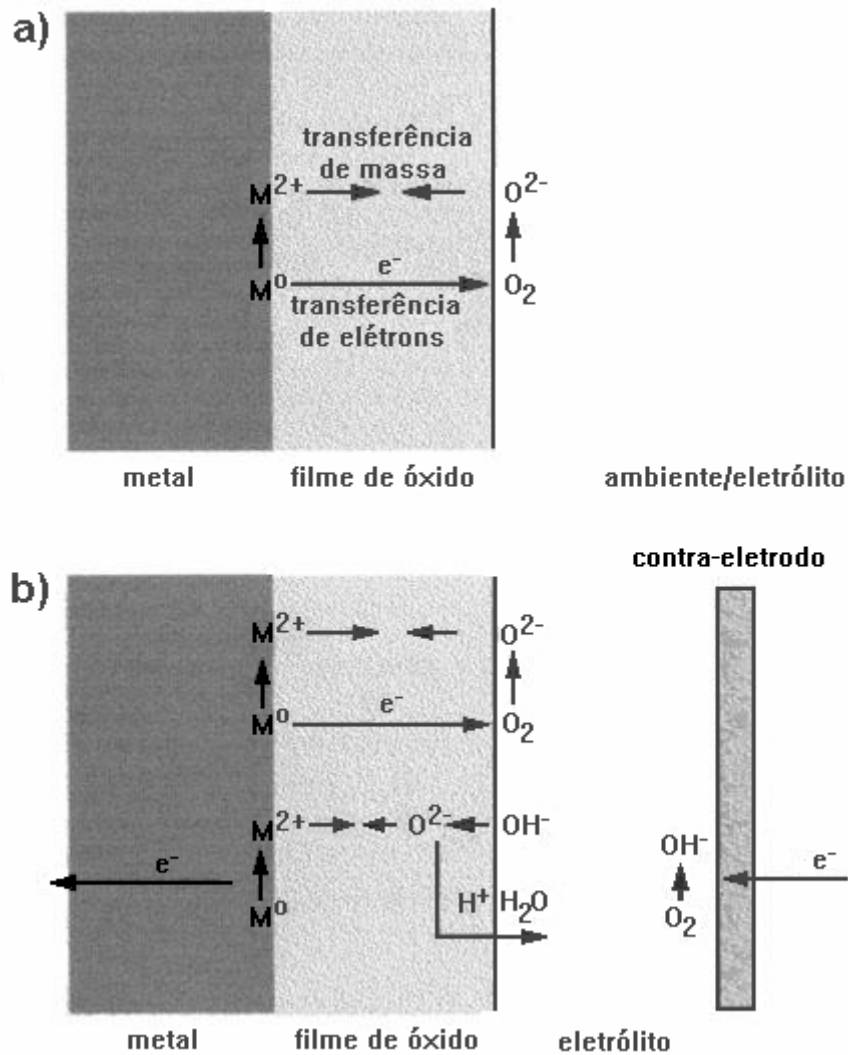 a)
transferência
de massa
M²⁺ O²⁻
e⁻
M⁰ O₂
transferência
de elétrons
metal filme de óxido ambiente/eletrólito
contra-eletrodo
b)
M²⁺ O²⁻
e⁻
M⁰ O₂
M²⁺ O²⁻ OH⁻
OH⁻
e⁻ e⁻
M⁰ H⁺ H₂O O₂
metal filme de óxido eletrólito